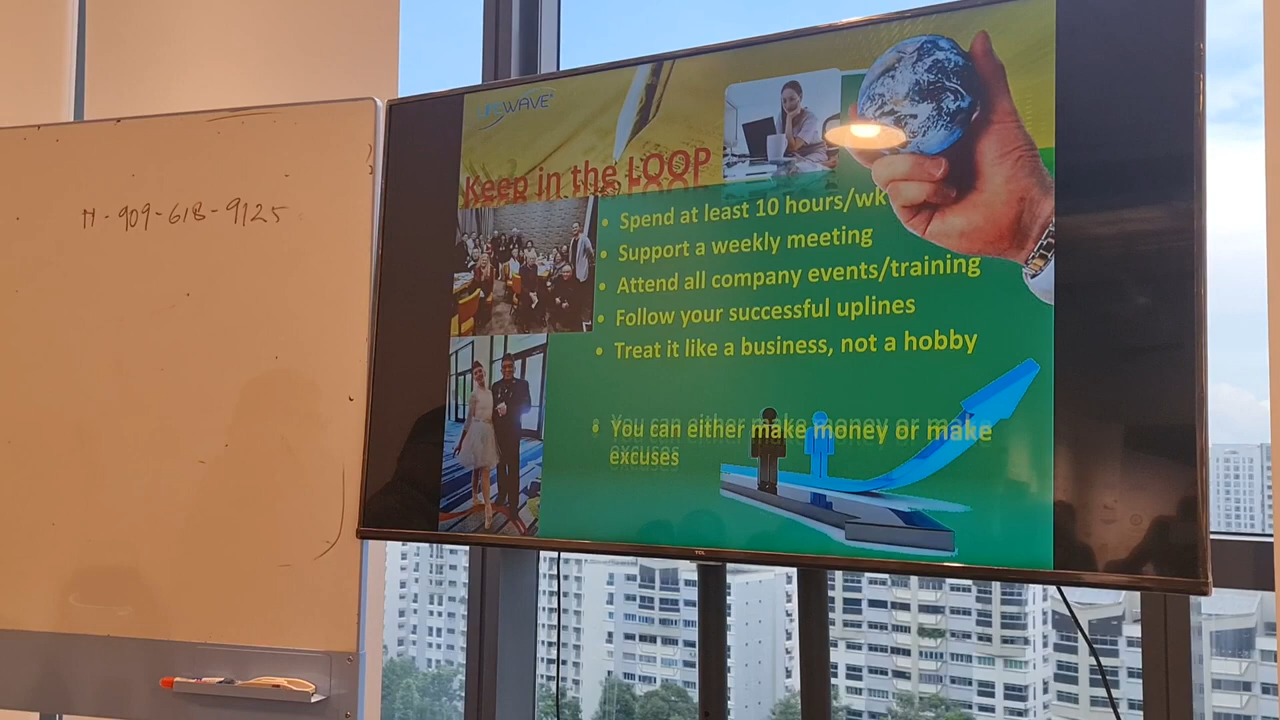 H-909-618-9125
LIFEWAVE
Keep in the LOOP
• Spend at least 10 hours/wk
• Support a weekly meeting
• Attend all company events/training
• Follow your successful uplines
• Treat it like a business, not a hobby
• You can either make money or make
excuses
TCL